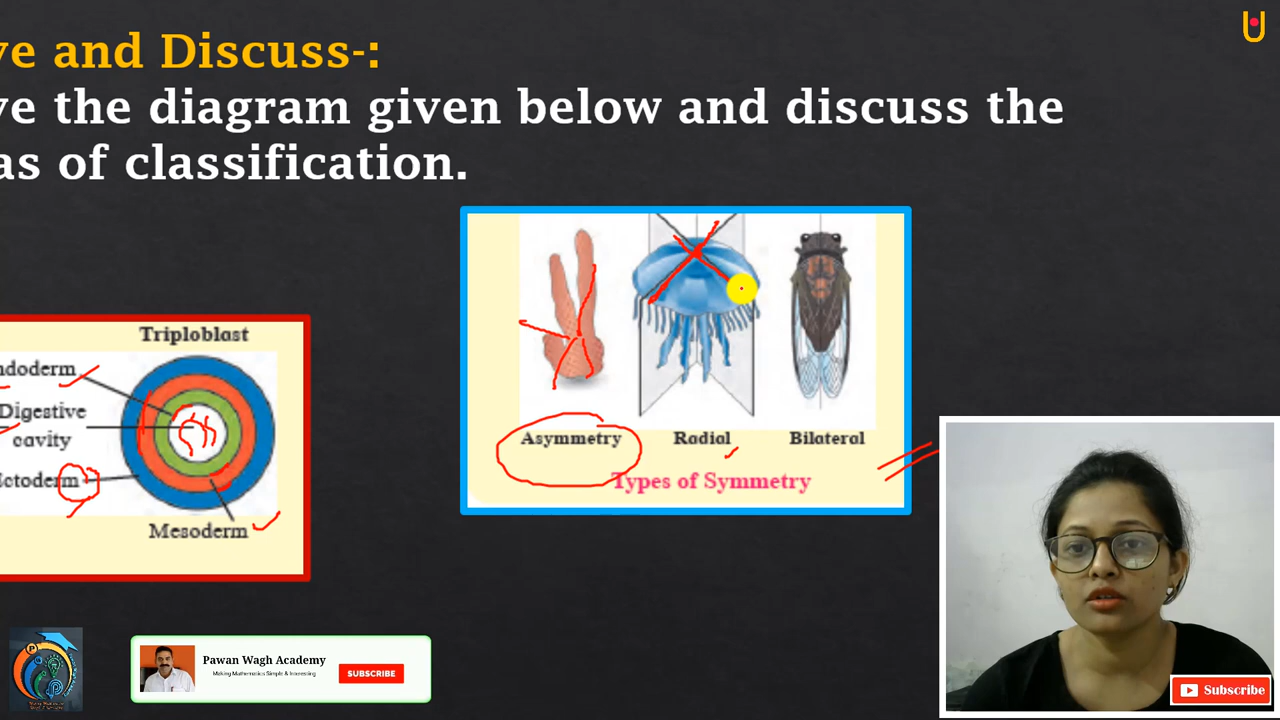 ve and Discuss-:
ve the diagram given below and discuss the
as of classification.
Triploblast
ndoderm
Digestive
cavity
Ectoderm
Mesoderm
Asymmetry Radial Bilateral
Types of Symmetry
Pawan Wagh Academy
Making Mathematics Simple & Interesting
SUBSCRIBE
Subscribe